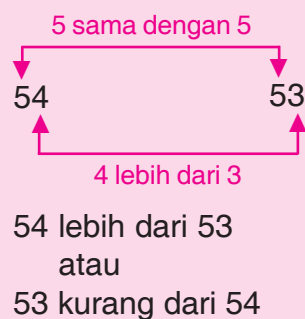 5 sama dengan 5
54 53
4 lebih dari 3
54 lebih dari 53
atau
53 kurang dari 54